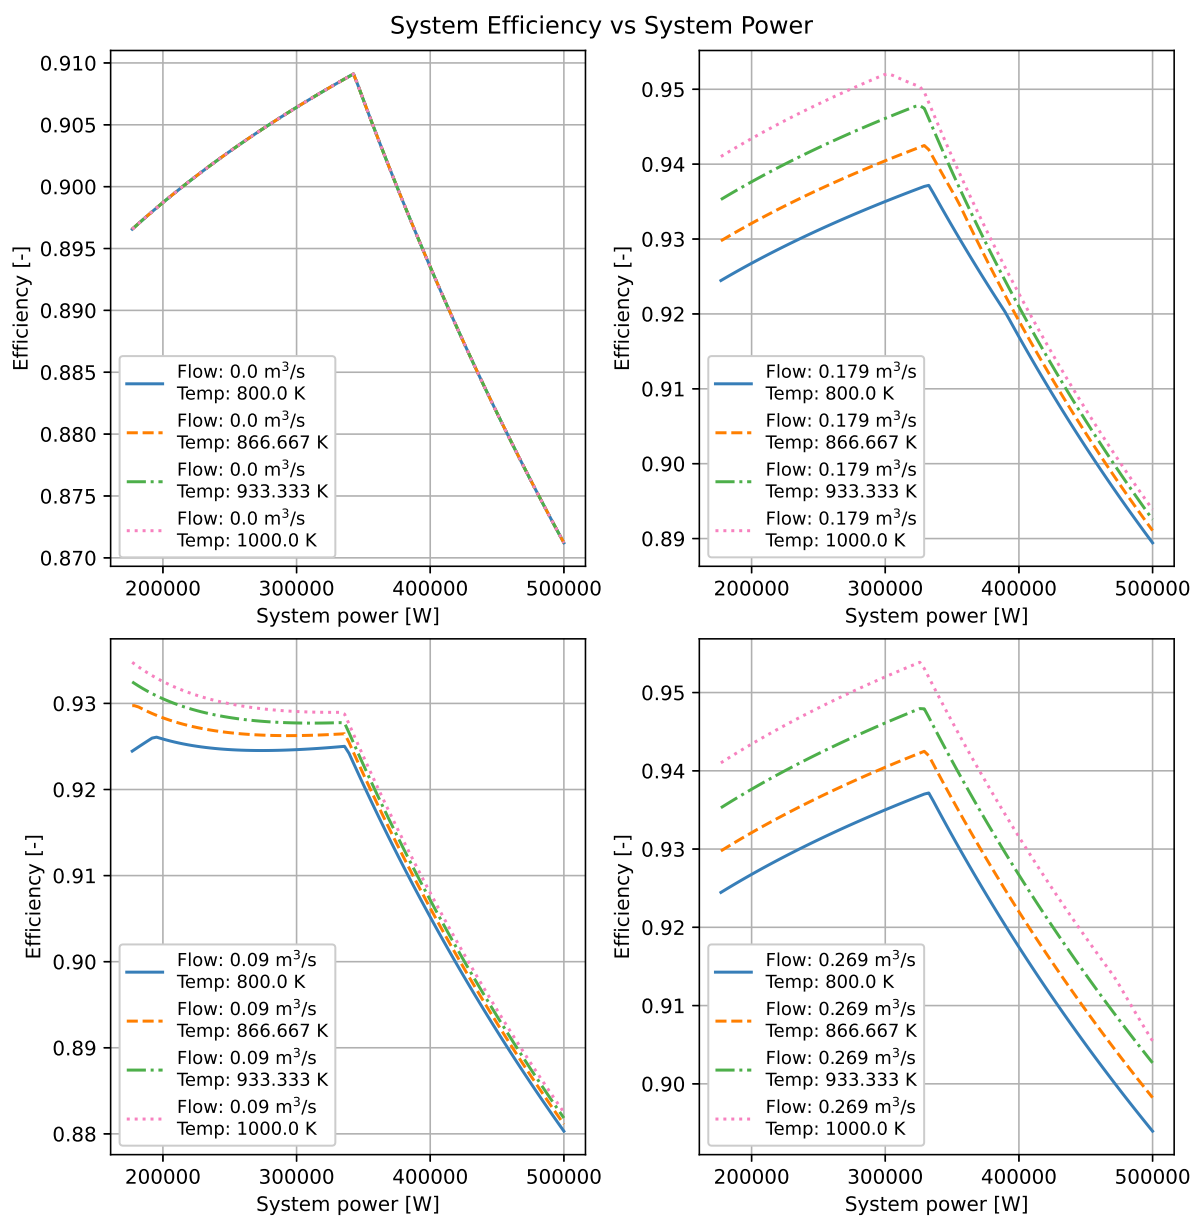 System Efficiency vs System Power
0.910
0.905
0.900
0.895
0.890
0.885
0.880
0.875
0.870
Efficiency [-]
Flow: 0.0 m³/s
Temp: 800.0 K
Flow: 0.0 m³/s
Temp: 866.667 K
Flow: 0.0 m³/s
Temp: 933.333 K
Flow: 0.0 m³/s
Temp: 1000.0 K
200000 300000 400000 500000
System power [W]
0.95
0.94
0.93
0.92
0.91
0.90
0.89
Efficiency [-]
Flow: 0.179 m³/s
Temp: 800.0 K
Flow: 0.179 m³/s
Temp: 866.667 K
Flow: 0.179 m³/s
Temp: 933.333 K
Flow: 0.179 m³/s
Temp: 1000.0 K
200000 300000 400000 500000
System power [W]
0.93
0.92
0.91
0.90
0.89
0.88
Efficiency [-]
Flow: 0.09 m³/s
Temp: 800.0 K
Flow: 0.09 m³/s
Temp: 866.667 K
Flow: 0.09 m³/s
Temp: 933.333 K
Flow: 0.09 m³/s
Temp: 1000.0 K
200000 300000 400000 500000
System power [W]
0.95
0.94
0.93
0.92
0.91
0.90
Efficiency [-]
Flow: 0.269 m³/s
Temp: 800.0 K
Flow: 0.269 m³/s
Temp: 866.667 K
Flow: 0.269 m³/s
Temp: 933.333 K
Flow: 0.269 m³/s
Temp: 1000.0 K
200000 300000 400000 500000
System power [W]